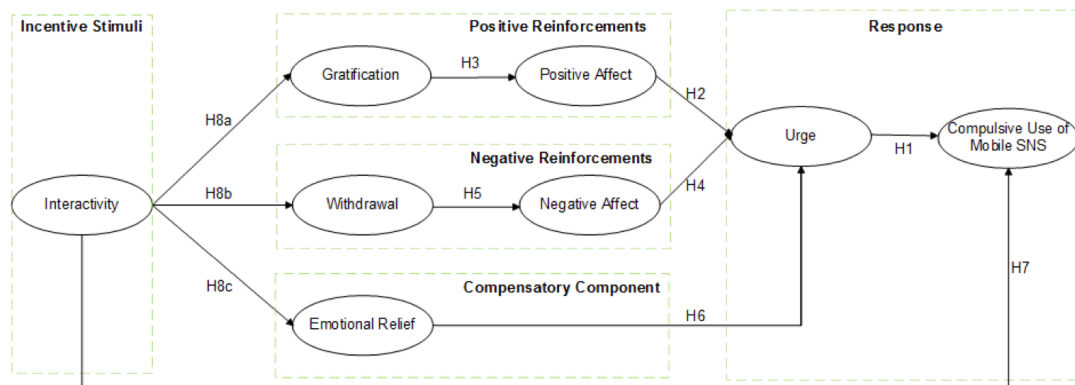 Incentive Stimuli
Positive Reinforcements
Response
Gratification
H3
Positive Affect
H2
H8a
Urge
H1
Compulsive Use of
Mobile SNS
Negative Reinforcements
H8b
H4
Interactivity
Withdrawal
H5
Negative Affect
H8c
Compensatory Component
H7
Emotional Relief
H6